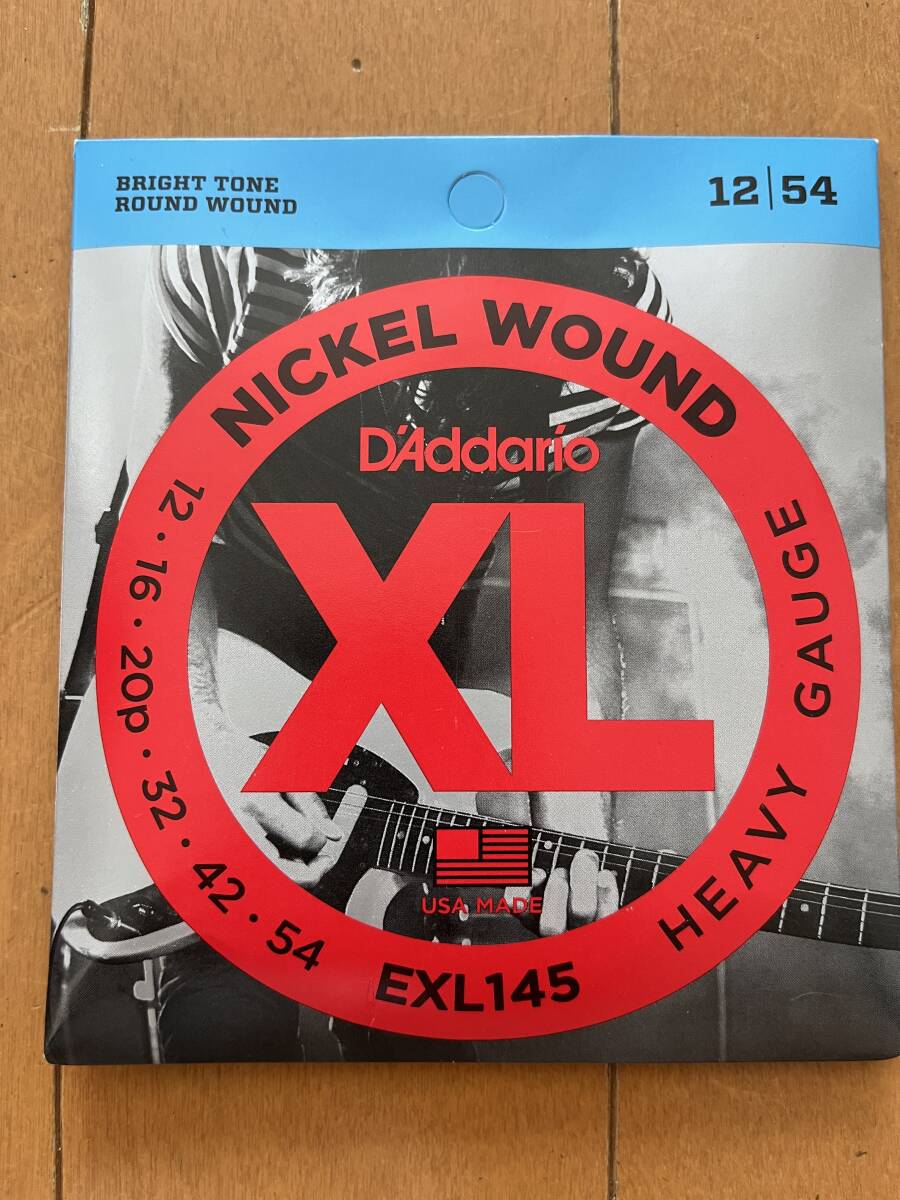 BRIGHT TONE
ROUND WOUND
12|54
NICKEL WOUND
D'Addario
XL
12 • 16 • 20p • 32 • 42 • 54
HEAVY GAUGE
USA MADE
EXL145